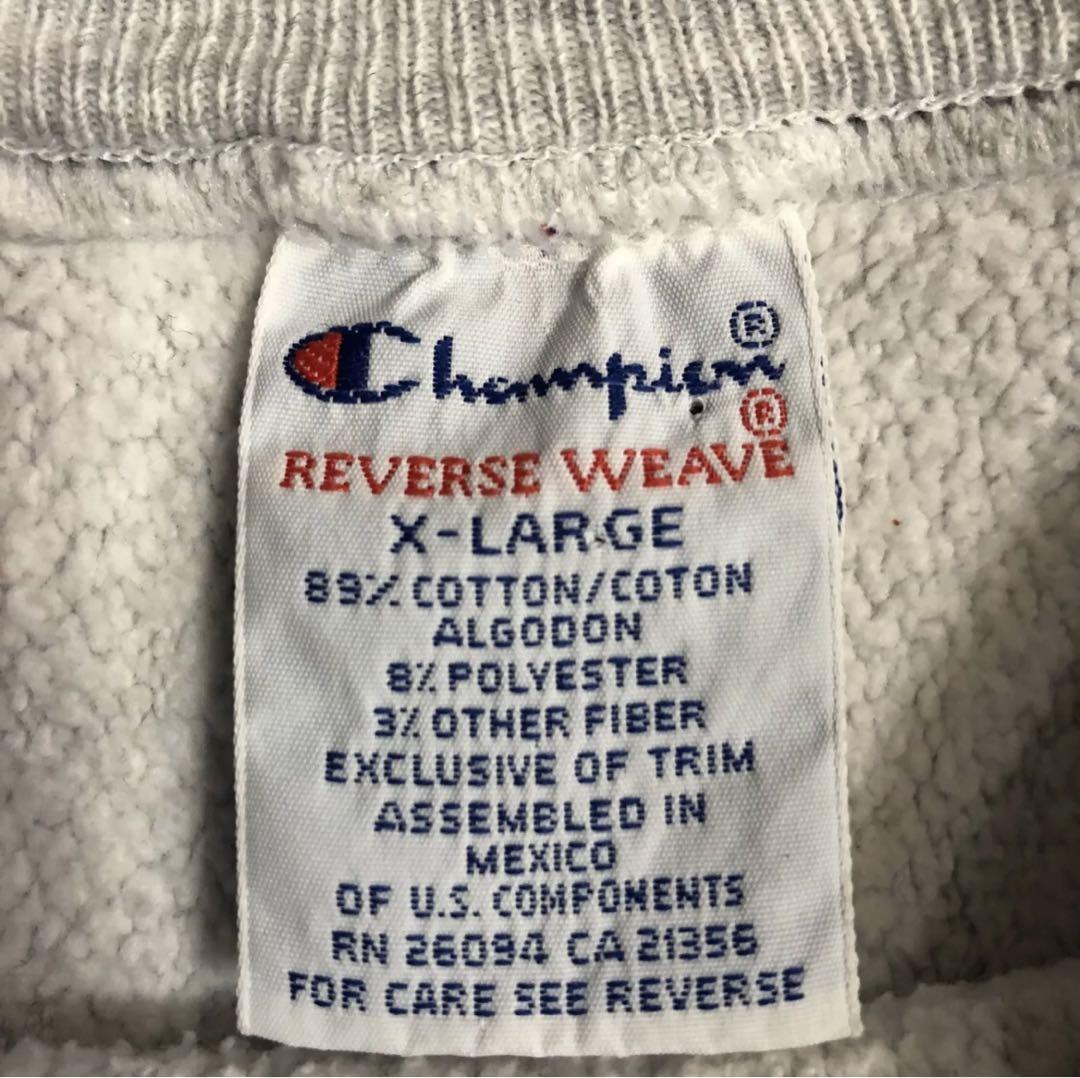 Champion®
REVERSE WEAVE®
X-LARGE
89% COTTON/COTON
ALGODON
8% POLYESTER
3% OTHER FIBER
EXCLUSIVE OF TRIM
ASSEMBLED IN
MEXICO
OF U.S. COMPONENTS
RN 26094 CA 21356
FOR CARE SEE REVERSE